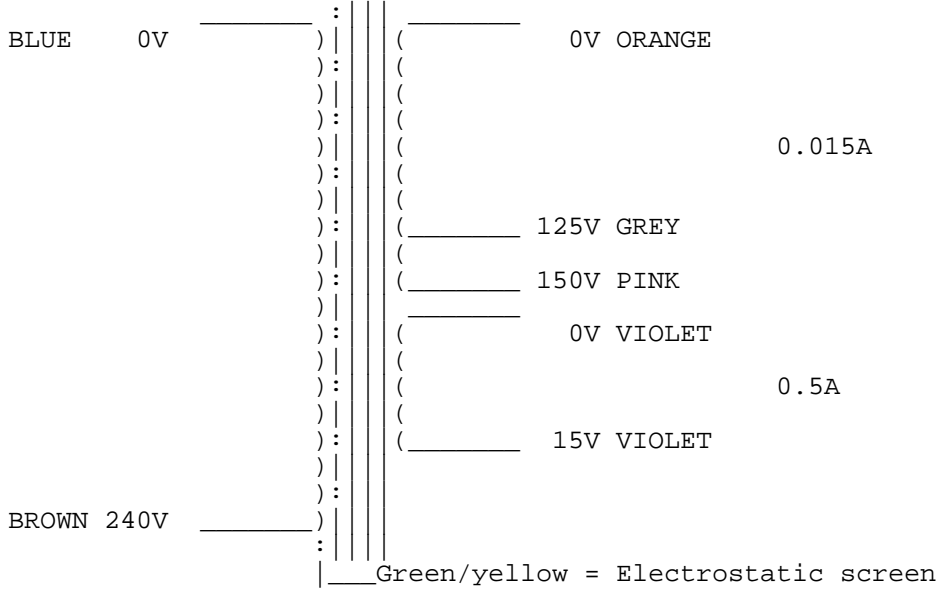 BLUE 0V 0V ORANGE
0.015A
125V GREY
150V PINK
0V VIOLET
0.5A
15V VIOLET
BROWN 240V
Green/yellow = Electrostatic screen